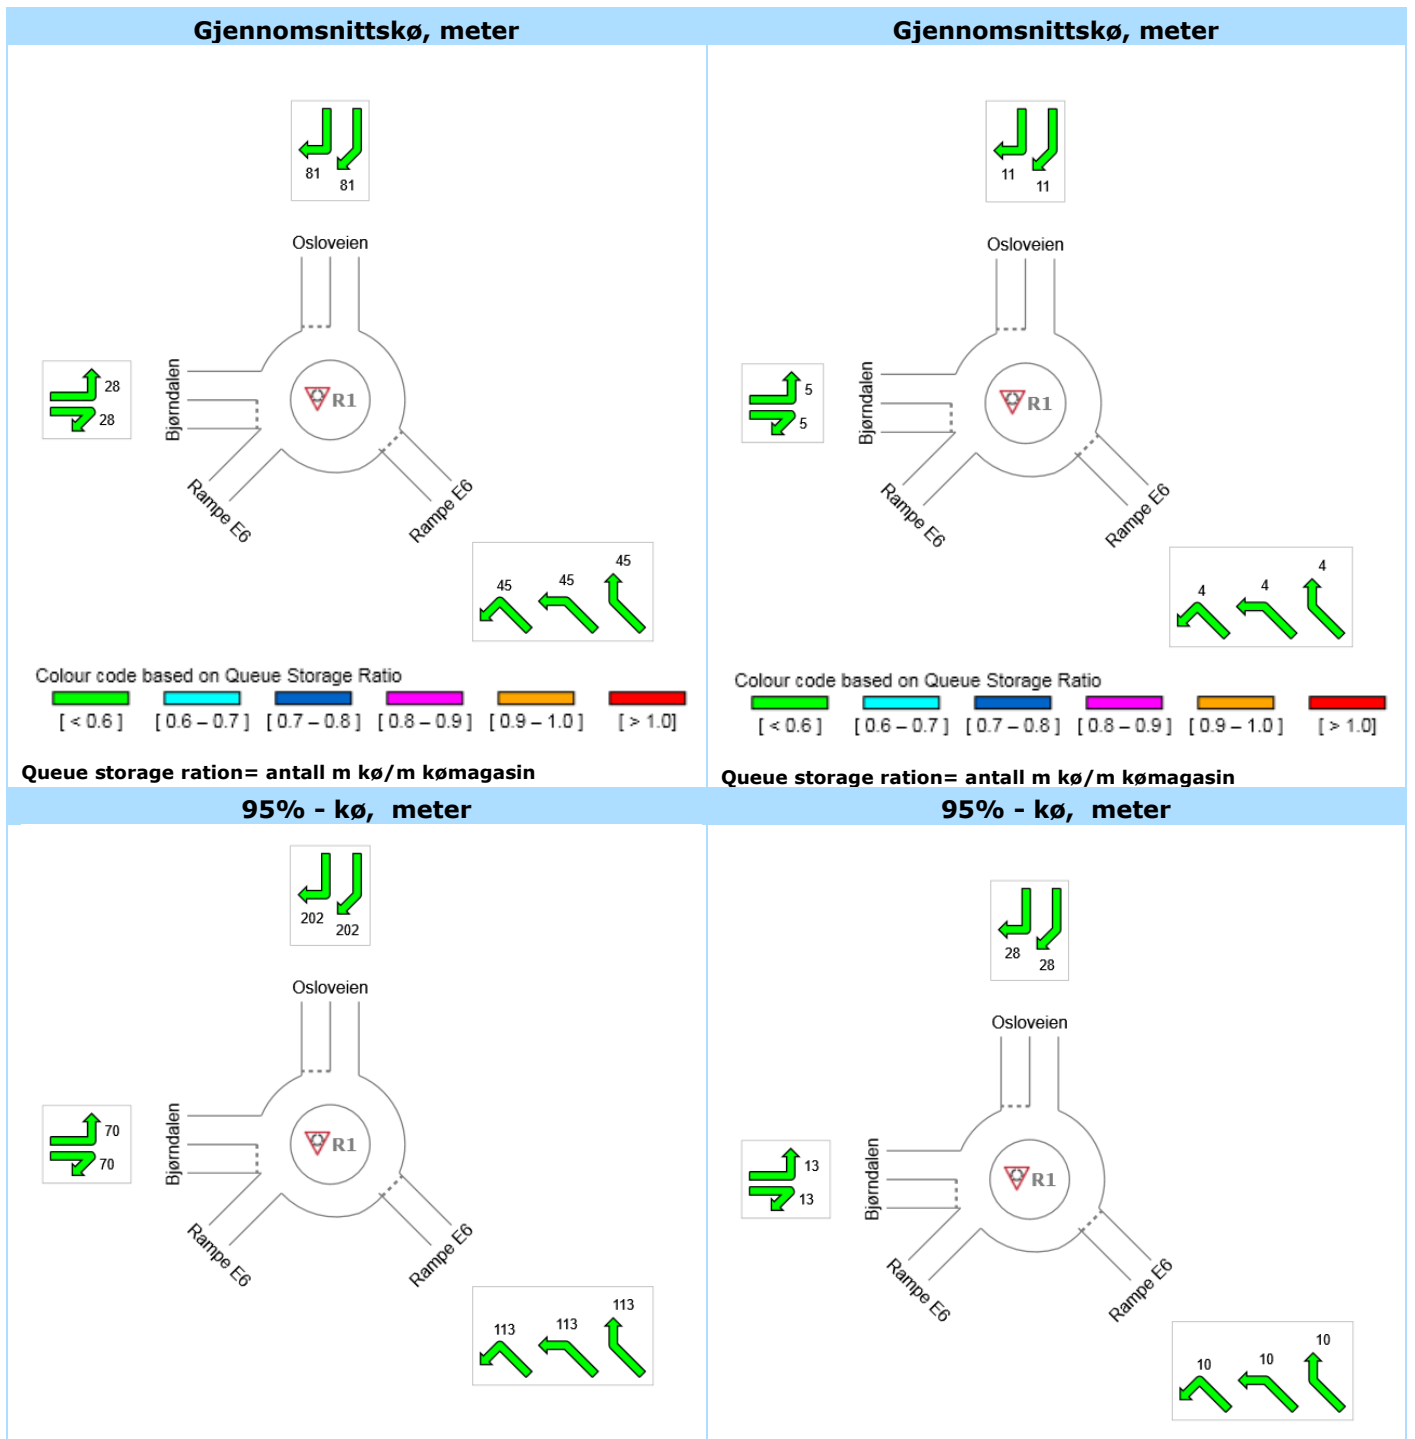 Gjennomsnittskø, meter
81
81
Osloveien
28
28
Bjørndalen
R1
Rampe E6
Rampe E6
45
45
45
Colour code based on Queue Storage Ratio
[ < 0.6 ] [ 0.6 – 0.7 ] [ 0.7 – 0.8 ] [ 0.8 – 0.9 ] [ 0.9 – 1.0 ] [ > 1.0]
Queue storage ration= antall m kø/m kømagasin
Gjennomsnittskø, meter
11
11
Osloveien
5
5
Bjørndalen
R1
Rampe E6
Rampe E6
4
4
4
Colour code based on Queue Storage Ratio
[ < 0.6 ] [ 0.6 – 0.7 ] [ 0.7 – 0.8 ] [ 0.8 – 0.9 ] [ 0.9 – 1.0 ] [ > 1.0]
Queue storage ration= antall m kø/m kømagasin
95% - kø, meter
202
202
Osloveien
70
70
Bjørndalen
R1
Rampe E6
Rampe E6
113
113
113
95% - kø, meter
28
28
Osloveien
13
13
Bjørndalen
R1
Rampe E6
Rampe E6
10
10
10